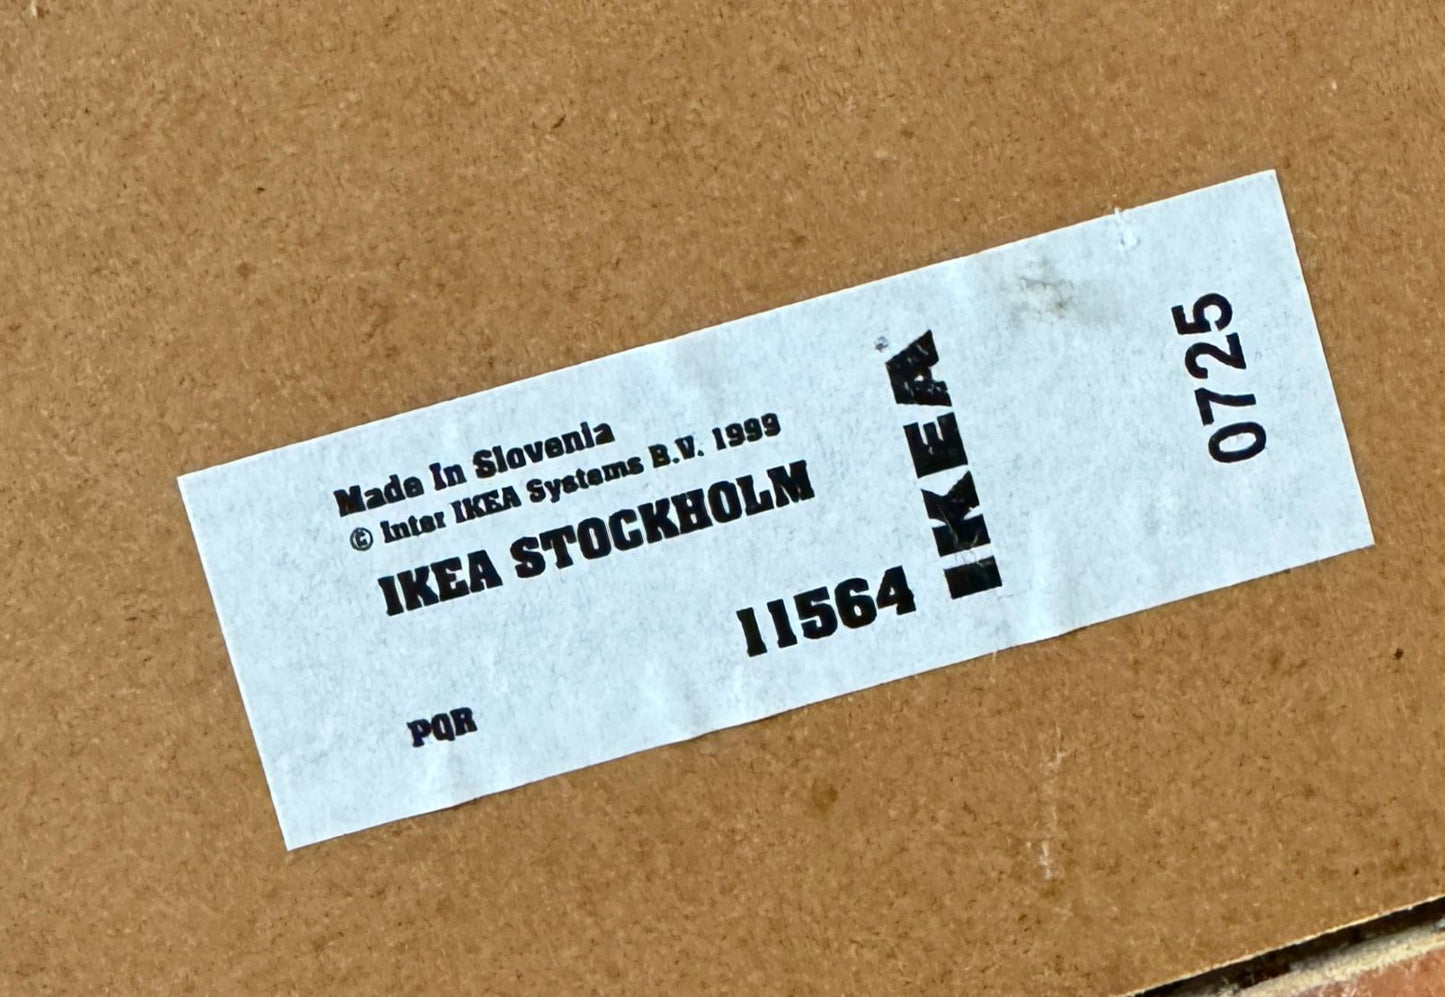 Made In Slovenia
© Inter IKEA Systems B.V. 1999
IKEA STOCKHOLM
11564
PQR
IKEA
0725